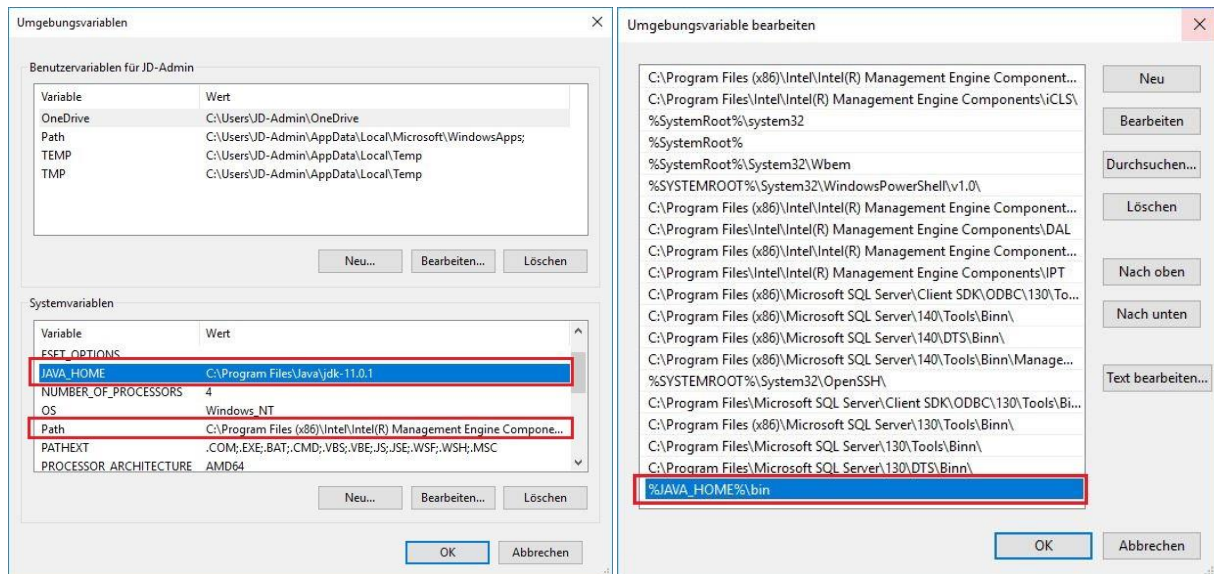 Umgebungsvariablen
Benutzervariablen für JD-Admin
Variable Wert
OneDrive C:\Users\JD-Admin\OneDrive
Path C:\Users\JD-Admin\AppData\Local\Microsoft\WindowsApps;
TEMP C:\Users\JD-Admin\AppData\Local\Temp
TMP C:\Users\JD-Admin\AppData\Local\Temp
Neu... Bearbeiten... Löschen
Systemvariablen
Variable Wert
ESET_OPTIONS
JAVA_HOME C:\Program Files\Java\jdk-11.0.1
NUMBER_OF_PROCESSORS 4
OS Windows_NT
Path C:\Program Files (x86)\Intel\Intel(R) Management Engine Compone...
PATHEXT .COM;.EXE;.BAT;.CMD;.VBS;.VBE;.JS;.JSE;.WSF;.WSH;.MSC
PROCESSOR_ARCHITECTURE AMD64
Neu... Bearbeiten... Löschen
OK Abbrechen
Umgebungsvariable bearbeiten
C:\Program Files (x86)\Intel\Intel(R) Management Engine Component...
C:\Program Files\Intel\Intel(R) Management Engine Components\iCLS\
%SystemRoot%\system32
%SystemRoot%
%SystemRoot%\System32\Wbem
%SYSTEMROOT%\System32\WindowsPowerShell\v1.0\
C:\Program Files (x86)\Intel\Intel(R) Management Engine Component...
C:\Program Files\Intel\Intel(R) Management Engine Components\DAL
C:\Program Files (x86)\Intel\Intel(R) Management Engine Component...
C:\Program Files\Intel\Intel(R) Management Engine Components\IPT
C:\Program Files (x86)\Microsoft SQL Server\Client SDK\ODBC\130\To...
C:\Program Files (x86)\Microsoft SQL Server\140\Tools\Binn\
C:\Program Files (x86)\Microsoft SQL Server\140\DTS\Binn\
C:\Program Files (x86)\Microsoft SQL Server\140\Tools\Binn\Manage...
%SYSTEMROOT%\System32\OpenSSH\
C:\Program Files\Microsoft SQL Server\Client SDK\ODBC\130\Tools\Bi...
C:\Program Files (x86)\Microsoft SQL Server\130\Tools\Binn\
C:\Program Files\Microsoft SQL Server\130\Tools\Binn\
C:\Program Files\Microsoft SQL Server\130\DTS\Binn\
%JAVA_HOME%\bin
Neu
Bearbeiten
Durchsuchen...
Löschen
Nach oben
Nach unten
Text bearbeiten...
OK Abbrechen